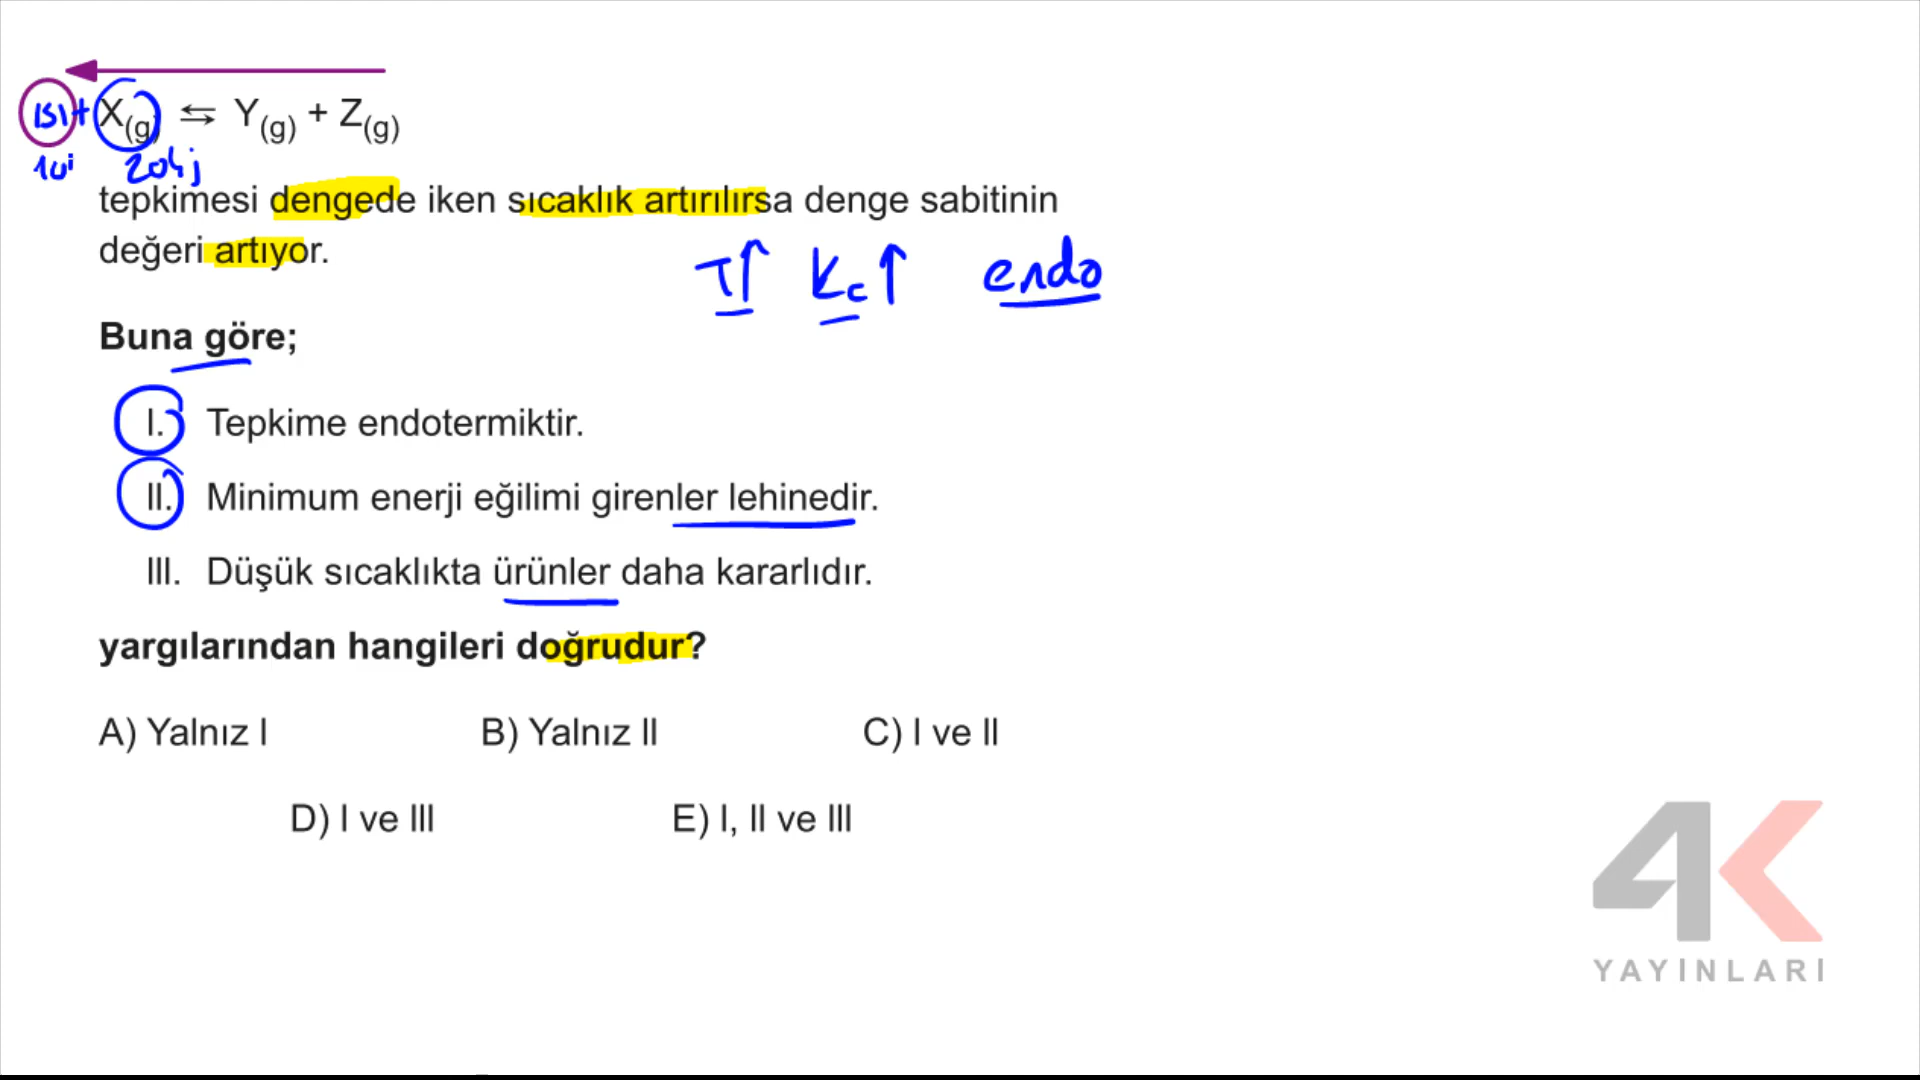 ısı+ X(g) ⇆ Y(g) + Z(g)
20kj
tepkimesi dengede iken sıcaklık artırılırsa denge sabitinin
değeri artıyor.
T↑ Kc↑ endo
Buna göre;
I. Tepkime endotermiktir.
II. Minimum enerji eğilimi girenler lehinedir.
III. Düşük sıcaklıkta ürünler daha kararlıdır.
yargılarından hangileri doğrudur?
A) Yalnız I B) Yalnız II C) I ve II
D) I ve III E) I, II ve III
4K
YAYINLARI